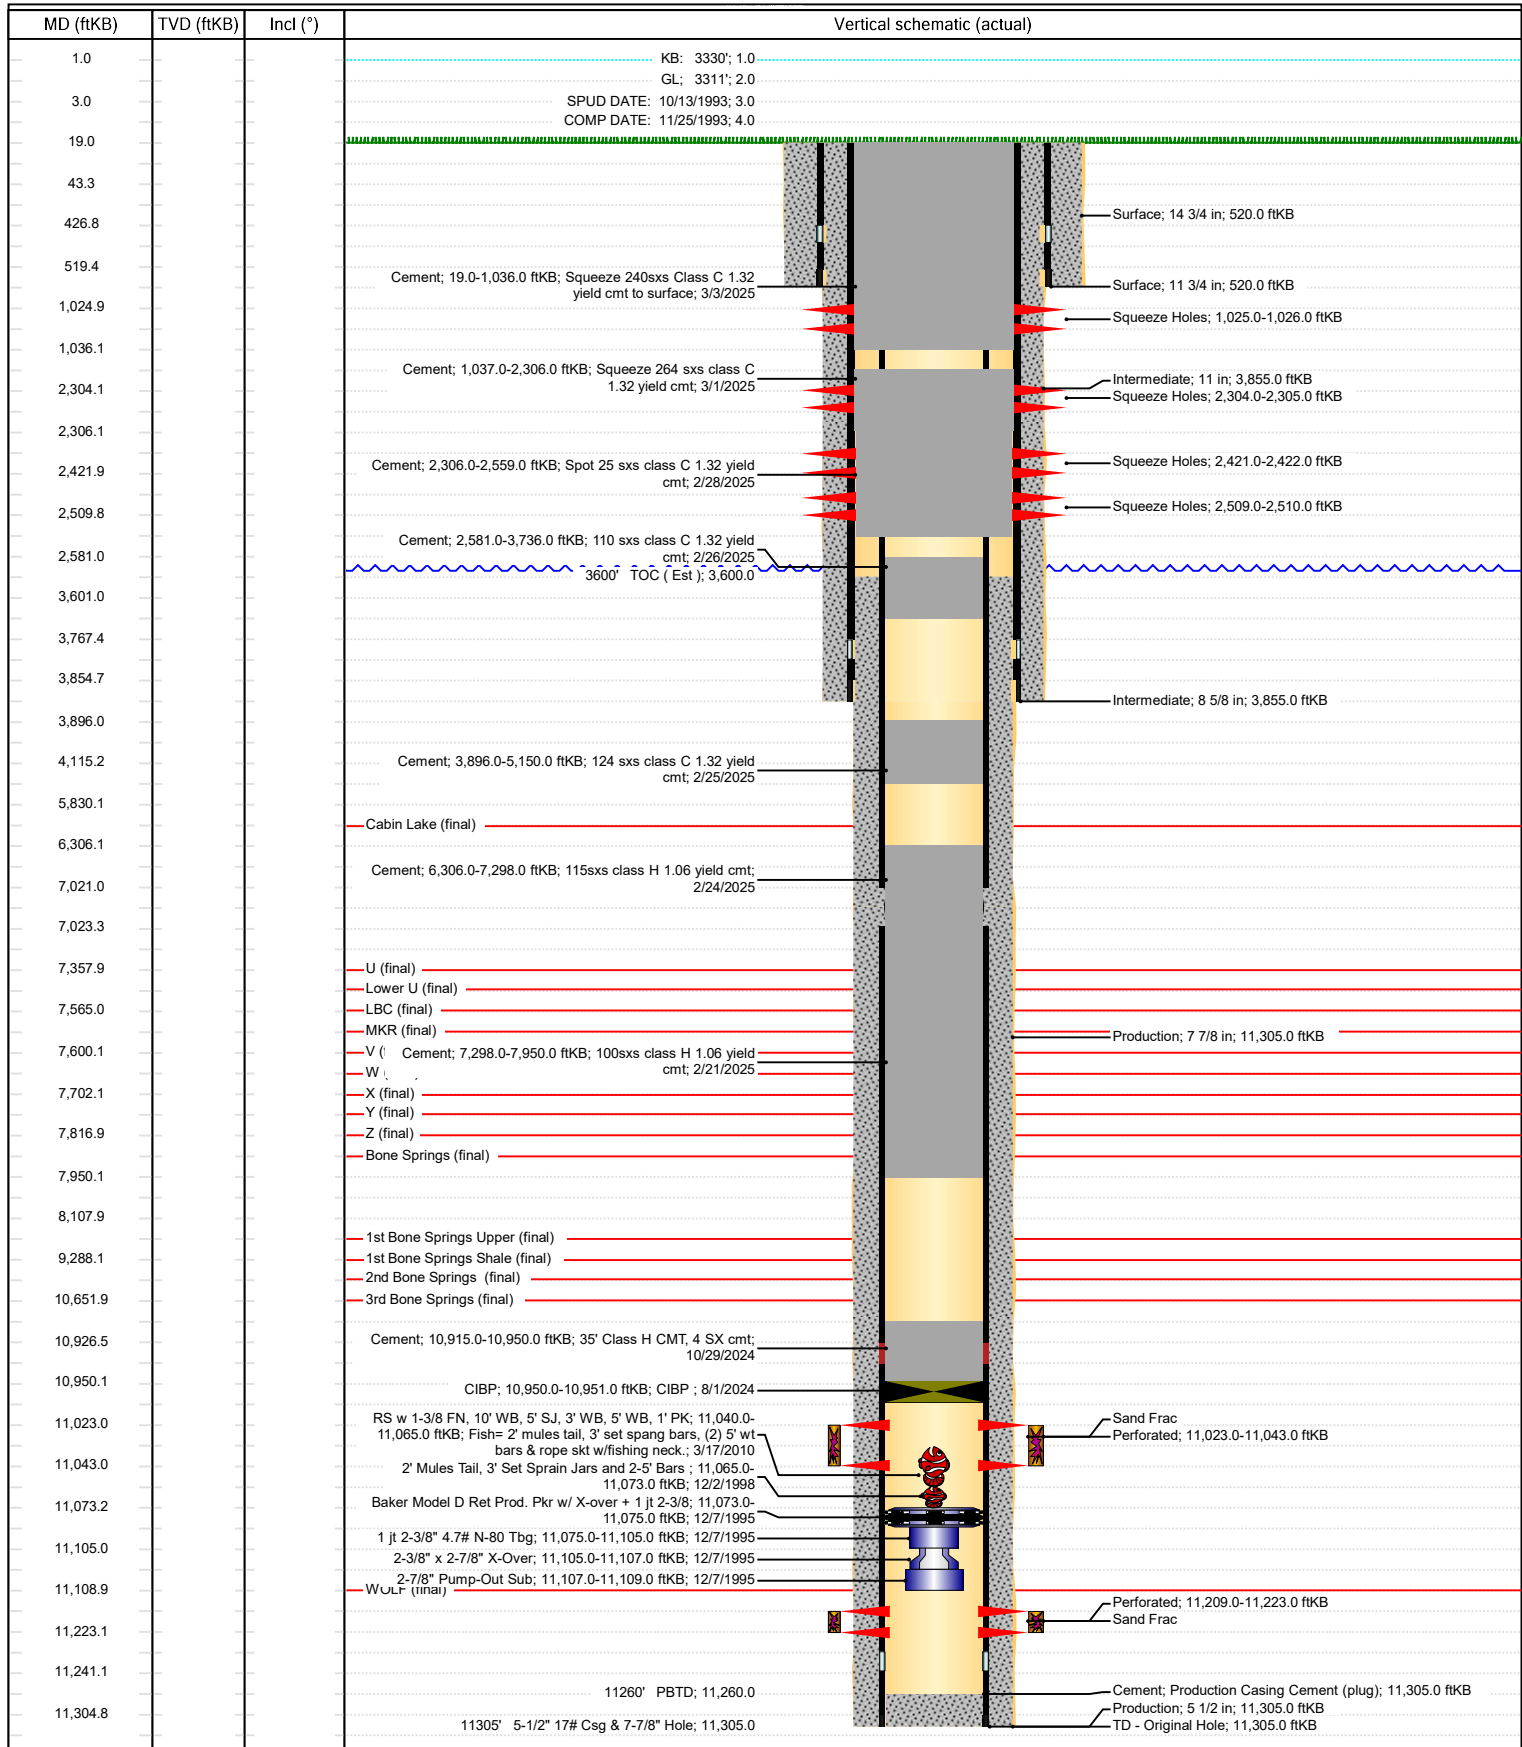 MD (ftKB) TVD (ftKB) Incl (°) Vertical schematic (actual)
1.0
3.0
19.0
43.3
426.8
519.4
1,024.9
1,036.1
2,304.1
2,306.1
2,421.9
2,509.8
2,581.0
3,601.0
3,767.4
3,854.7
3,896.0
4,115.2
5,830.1
6,306.1
7,021.0
7,023.3
7,357.9
7,565.0
7,600.1
7,702.1
7,816.9
7,950.1
8,107.9
9,288.1
10,651.9
10,926.5
10,950.1
11,023.0
11,043.0
11,073.2
11,105.0
11,108.9
11,223.1
11,241.1
11,304.8
KB: 3330'; 1.0
GL; 3311'; 2.0
SPUD DATE: 10/13/1993; 3.0
COMP DATE: 11/25/1993; 4.0
Cement; 19.0-1,036.0 ftKB; Squeeze 240sxs Class C 1.32
yield cmt to surface; 3/3/2025
Cement; 1,037.0-2,306.0 ftKB; Squeeze 264 sxs class C
1.32 yield cmt; 3/1/2025
Cement; 2,306.0-2,559.0 ftKB; Spot 25 sxs class C 1.32 yield
cmt; 2/28/2025
Cement; 2,581.0-3,736.0 ftKB; 110 sxs class C 1.32 yield
cmt; 2/26/2025
3600' TOC ( Est ); 3,600.0
Cement; 3,896.0-5,150.0 ftKB; 124 sxs class C 1.32 yield
cmt; 2/25/2025
Cabin Lake (final)
Cement; 6,306.0-7,298.0 ftKB; 115sxs class H 1.06 yield cmt;
2/24/2025
U (final)
Lower U (final)
LBC (final)
MKR (final)
V (
Cement; 7,298.0-7,950.0 ftKB; 100sxs class H 1.06 yield
cmt; 2/21/2025
W
X (final)
Y (final)
Z (final)
Bone Springs (final)
1st Bone Springs Upper (final)
1st Bone Springs Shale (final)
2nd Bone Springs (final)
3rd Bone Springs (final)
Cement; 10,915.0-10,950.0 ftKB; 35' Class H CMT, 4 SX cmt;
10/29/2024
CIBP; 10,950.0-10,951.0 ftKB; CIBP ; 8/1/2024
RS w 1-3/8 FN, 10' WB, 5' SJ, 3' WB, 5' WB, 1' PK; 11,040.0-
11,065.0 ftKB; Fish= 2' mules tail, 3' set spang bars, (2) 5' wt
bars & rope skt w/fishing neck.; 3/17/2010
2' Mules Tail, 3' Set Sprain Jars and 2-5' Bars ; 11,065.0-
11,073.0 ftKB; 12/2/1998
Baker Model D Ret Prod. Pkr w/ X-over + 1 jt 2-3/8; 11,073.0-
11,075.0 ftKB; 12/7/1995
1 jt 2-3/8" 4.7# N-80 Tbg; 11,075.0-11,105.0 ftKB; 12/7/1995
2-3/8" x 2-7/8" X-Over; 11,105.0-11,107.0 ftKB; 12/7/1995
2-7/8" Pump-Out Sub; 11,107.0-11,109.0 ftKB; 12/7/1995
WOLF (final)
11260' PBTD; 11,260.0
11305' 5-1/2" 17# Csg & 7-7/8" Hole; 11,305.0
Surface; 14 3/4 in; 520.0 ftKB
Surface; 11 3/4 in; 520.0 ftKB
Squeeze Holes; 1,025.0-1,026.0 ftKB
Intermediate; 11 in; 3,855.0 ftKB
Squeeze Holes; 2,304.0-2,305.0 ftKB
Squeeze Holes; 2,421.0-2,422.0 ftKB
Squeeze Holes; 2,509.0-2,510.0 ftKB
Intermediate; 8 5/8 in; 3,855.0 ftKB
Production; 7 7/8 in; 11,305.0 ftKB
Sand Frac
Perforated; 11,023.0-11,043.0 ftKB
Perforated; 11,209.0-11,223.0 ftKB
Sand Frac
Cement; Production Casing Cement (plug); 11,305.0 ftKB
Production; 5 1/2 in; 11,305.0 ftKB
TD - Original Hole; 11,305.0 ftKB